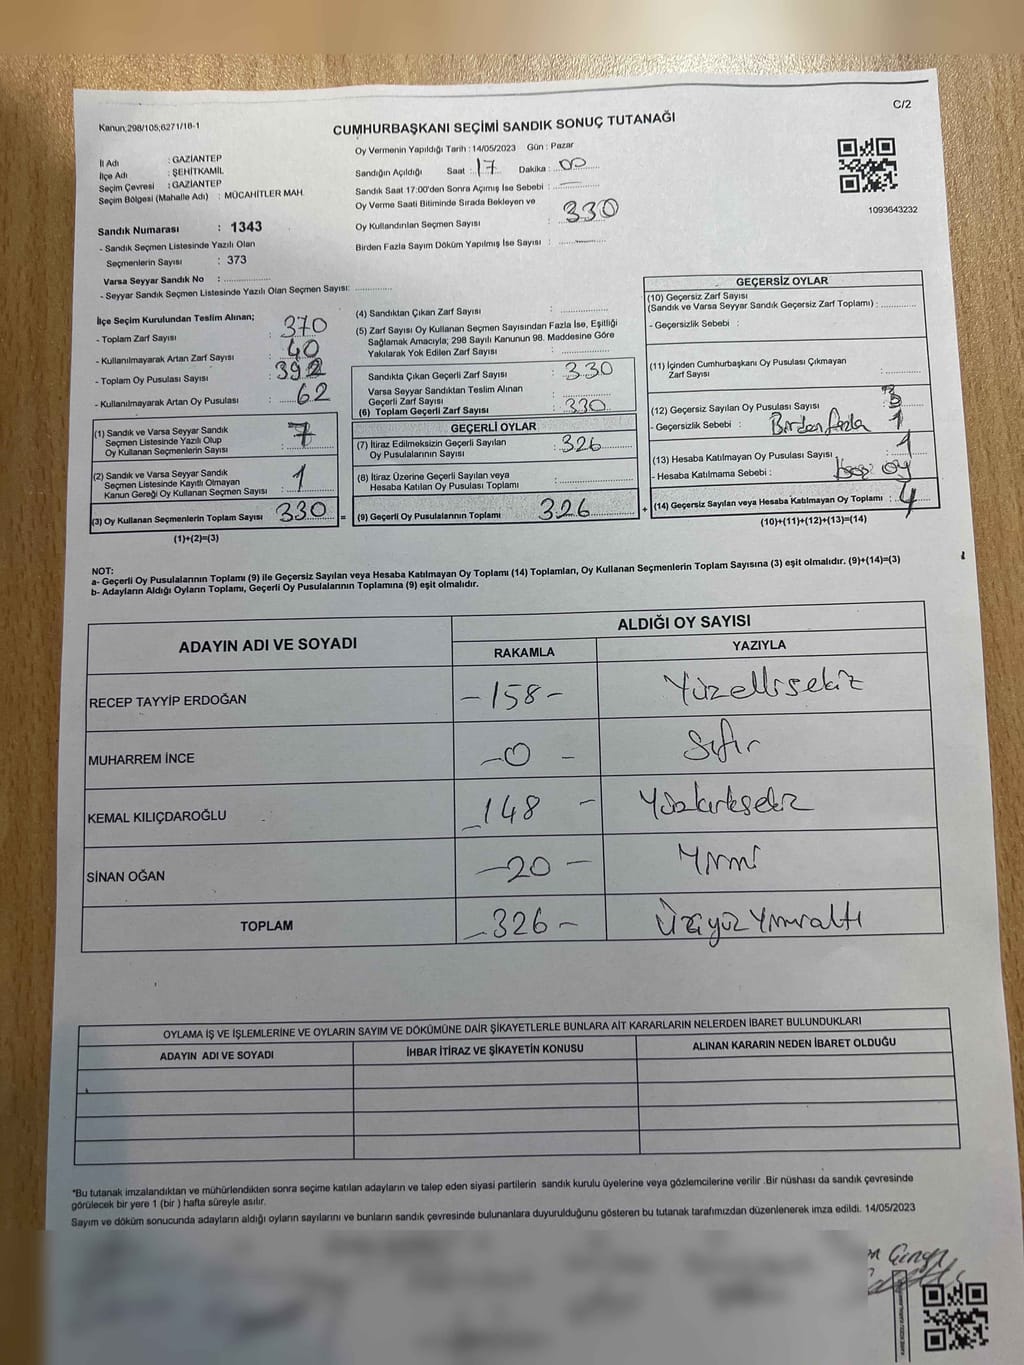 C/2
Kanun;298/105;6271/18-1
CUMHURBAŞKANI SEÇİMİ SANDIK SONUÇ TUTANAĞI
İl Adı : GAZİANTEP
İlçe Adı : ŞEHİTKAMİL
Seçim Çevresi : GAZİANTEP
Seçim Bölgesi (Mahalle Adı) : MÜCAHİTLER MAH.
Sandık Numarası : 1343
- Sandık Seçmen Listesinde Yazılı Olan
Seçmenlerin Sayısı : 373
Varsa Seyyar Sandık No :
- Seyyar Sandık Seçmen Listesinde Yazılı Olan Seçmen Sayısı:
Oy Vermenin Yapıldığı Tarih : 14/05/2023 Gün : Pazar
Sandığın Açıldığı Saat : 17 Dakika : 00
Sandık Saat 17:00'den Sonra Açımış İse Sebebi : —
Oy Verme Saati Bitiminde Sırada Bekleyen ve
Oy Kullandırılan Seçmen Sayısı : 330
Birden Fazla Sayım Döküm Yapılmış İse Sayısı : —
1093643232
İlçe Seçim Kurulundan Teslim Alınan;
- Toplam Zarf Sayısı : 370
- Kullanılmayarak Artan Zarf Sayısı : 40
- Toplam Oy Pusulası Sayısı : 392
- Kullanılmayarak Artan Oy Pusulası : 62
(1) Sandık ve Varsa Seyyar Sandık
Seçmen Listesinde Yazılı Olup
Oy Kullanan Seçmenlerin Sayısı : 7
(2) Sandık ve Varsa Seyyar Sandık
Seçmen Listesinde Kayıtlı Olmayan
Kanun Gereği Oy Kullanan Seçmen Sayısı : 1
(3) Oy Kullanan Seçmenlerin Toplam Sayısı : 330 =
(1)+(2)=(3)
(4) Sandıktan Çıkan Zarf Sayısı :
(5) Zarf Sayısı Oy Kullanan Seçmen Sayısından Fazla İse, Eşitliği
Sağlamak Amacıyla; 298 Sayılı Kanunun 98. Maddesine Göre
Yakılarak Yok Edilen Zarf Sayısı :
Sandıkta Çıkan Geçerli Zarf Sayısı : 330
Varsa Seyyar Sandıktan Teslim Alınan
Geçerli Zarf Sayısı :
(6) Toplam Geçerli Zarf Sayısı : 330
GEÇERLİ OYLAR
(7) İtiraz Edilmeksizin Geçerli Sayılan
Oy Pusulalarının Sayısı : 326
(8) İtiraz Üzerine Geçerli Sayılan veya
Hesaba Katılan Oy Pusulası Toplamı :
(9) Geçerli Oy Pusulalarının Toplamı : 326 +
GEÇERSİZ OYLAR
(10) Geçersiz Zarf Sayısı
(Sandık ve Varsa Seyyar Sandık Geçersiz Zarf Toplamı) :
- Geçersizlik Sebebi :
(11) İçinden Cumhurbaşkanı Oy Pusulası Çıkmayan
Zarf Sayısı :
(12) Geçersiz Sayılan Oy Pusulası Sayısı : 3
- Geçersizlik Sebebi : Birden fazla 1
(13) Hesaba Katılmayan Oy Pusulası Sayısı : 1
- Hesaba Katılmama Sebebi : oy
(14) Geçersiz Sayılan veya Hesaba Katılmayan Oy Toplamı : 4
(10)+(11)+(12)+(13)=(14)
NOT:
a- Geçerli Oy Pusulalarının Toplamı (9) ile Geçersiz Sayılan veya Hesaba Katılmayan Oy Toplamı (14) Toplamları, Oy Kullanan Seçmenlerin Toplam Sayısına (3) eşit olmalıdır. (9)+(14)=(3)
b- Adayların Aldığı Oyların Toplamı, Geçerli Oy Pusulalarının Toplamına (9) eşit olmalıdır.
ADAYIN ADI VE SOYADI ALDIĞI OY SAYISI
RAKAMLA YAZIYLA
RECEP TAYYİP ERDOĞAN -158- Yüzellisekiz
MUHARREM İNCE -0- Sıfır
KEMAL KILIÇDAROĞLU -148- Yüzkırksekiz
SİNAN OĞAN -20- Yirmi
TOPLAM -326- Üçyüz Yirmialtı
OYLAMA İŞ VE İŞLEMLERİNE VE OYLARIN SAYIM VE DÖKÜMÜNE DAİR ŞİKAYETLERLE BUNLARA AİT KARARLARIN NELERDEN İBARET BULUNDUKLARI
ADAYIN ADI VE SOYADI İHBAR İTİRAZ VE ŞİKAYETİN KONUSU ALINAN KARARIN NEDEN İBARET OLDUĞU
*Bu tutanak imzalandıktan ve mühürlendikten sonra seçime katılan adayların ve talep eden siyasi partilerin sandık kurulu üyelerine veya gözlemcilerine verilir .Bir nüshası da sandık çevresinde
görülecek bir yere 1 (bir ) hafta süreyle asılır.
Sayım ve döküm sonucunda adayların aldığı oyların sayılarını ve bunların sandık çevresinde bulunanlara duyurulduğunu gösteren bu tutanak tarafımızdan düzenlenerek imza edildi. 14/05/2023